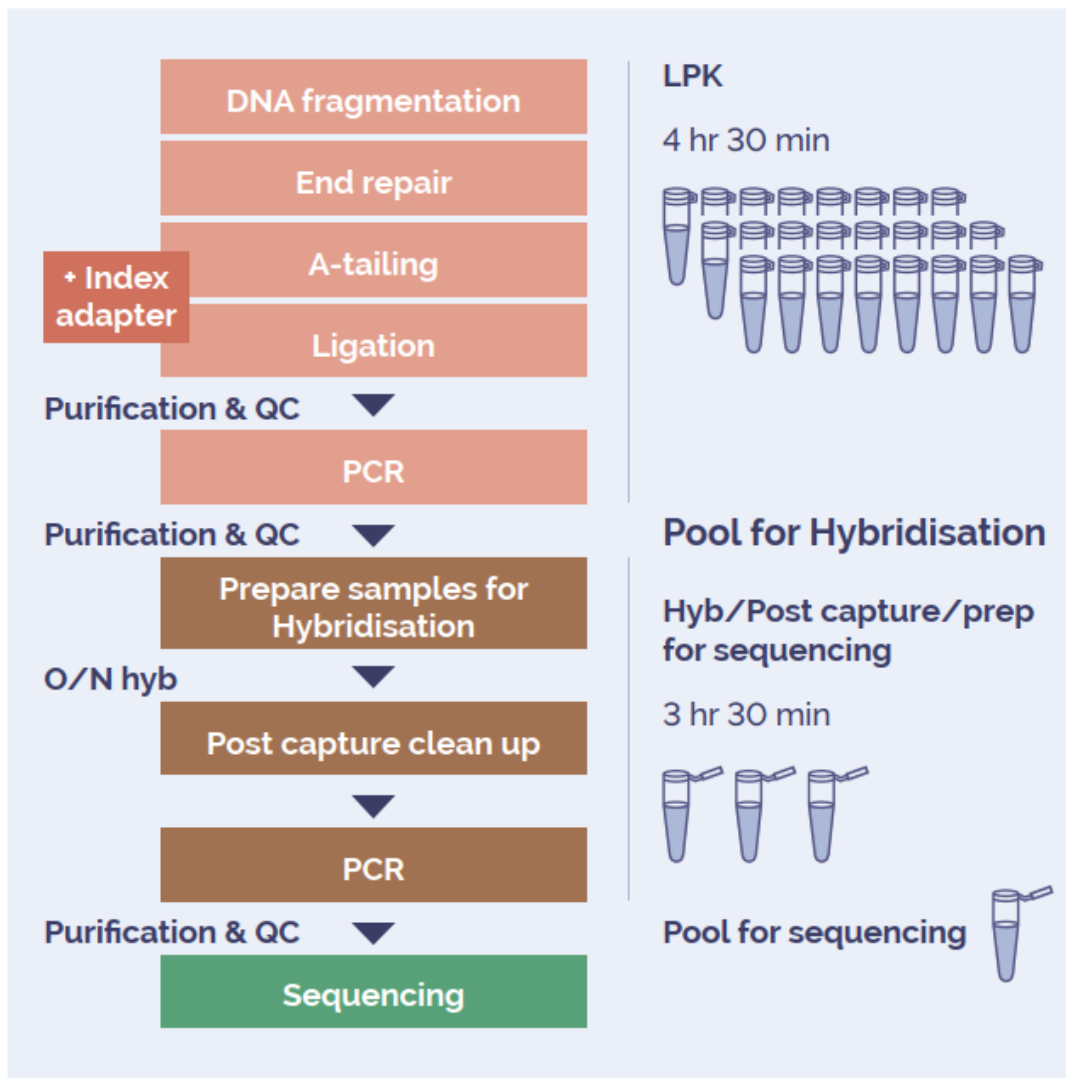 DNA fragmentation
End repair
A-tailing
+ Index
adapter
Ligation
Purification & QC
PCR
Purification & QC
Prepare samples for
Hybridisation
O/N hyb
Post capture clean up
PCR
Purification & QC
Sequencing
LPK
4 hr 30 min
Pool for Hybridisation
Hyb/Post capture/prep
for sequencing
3 hr 30 min
Pool for sequencing